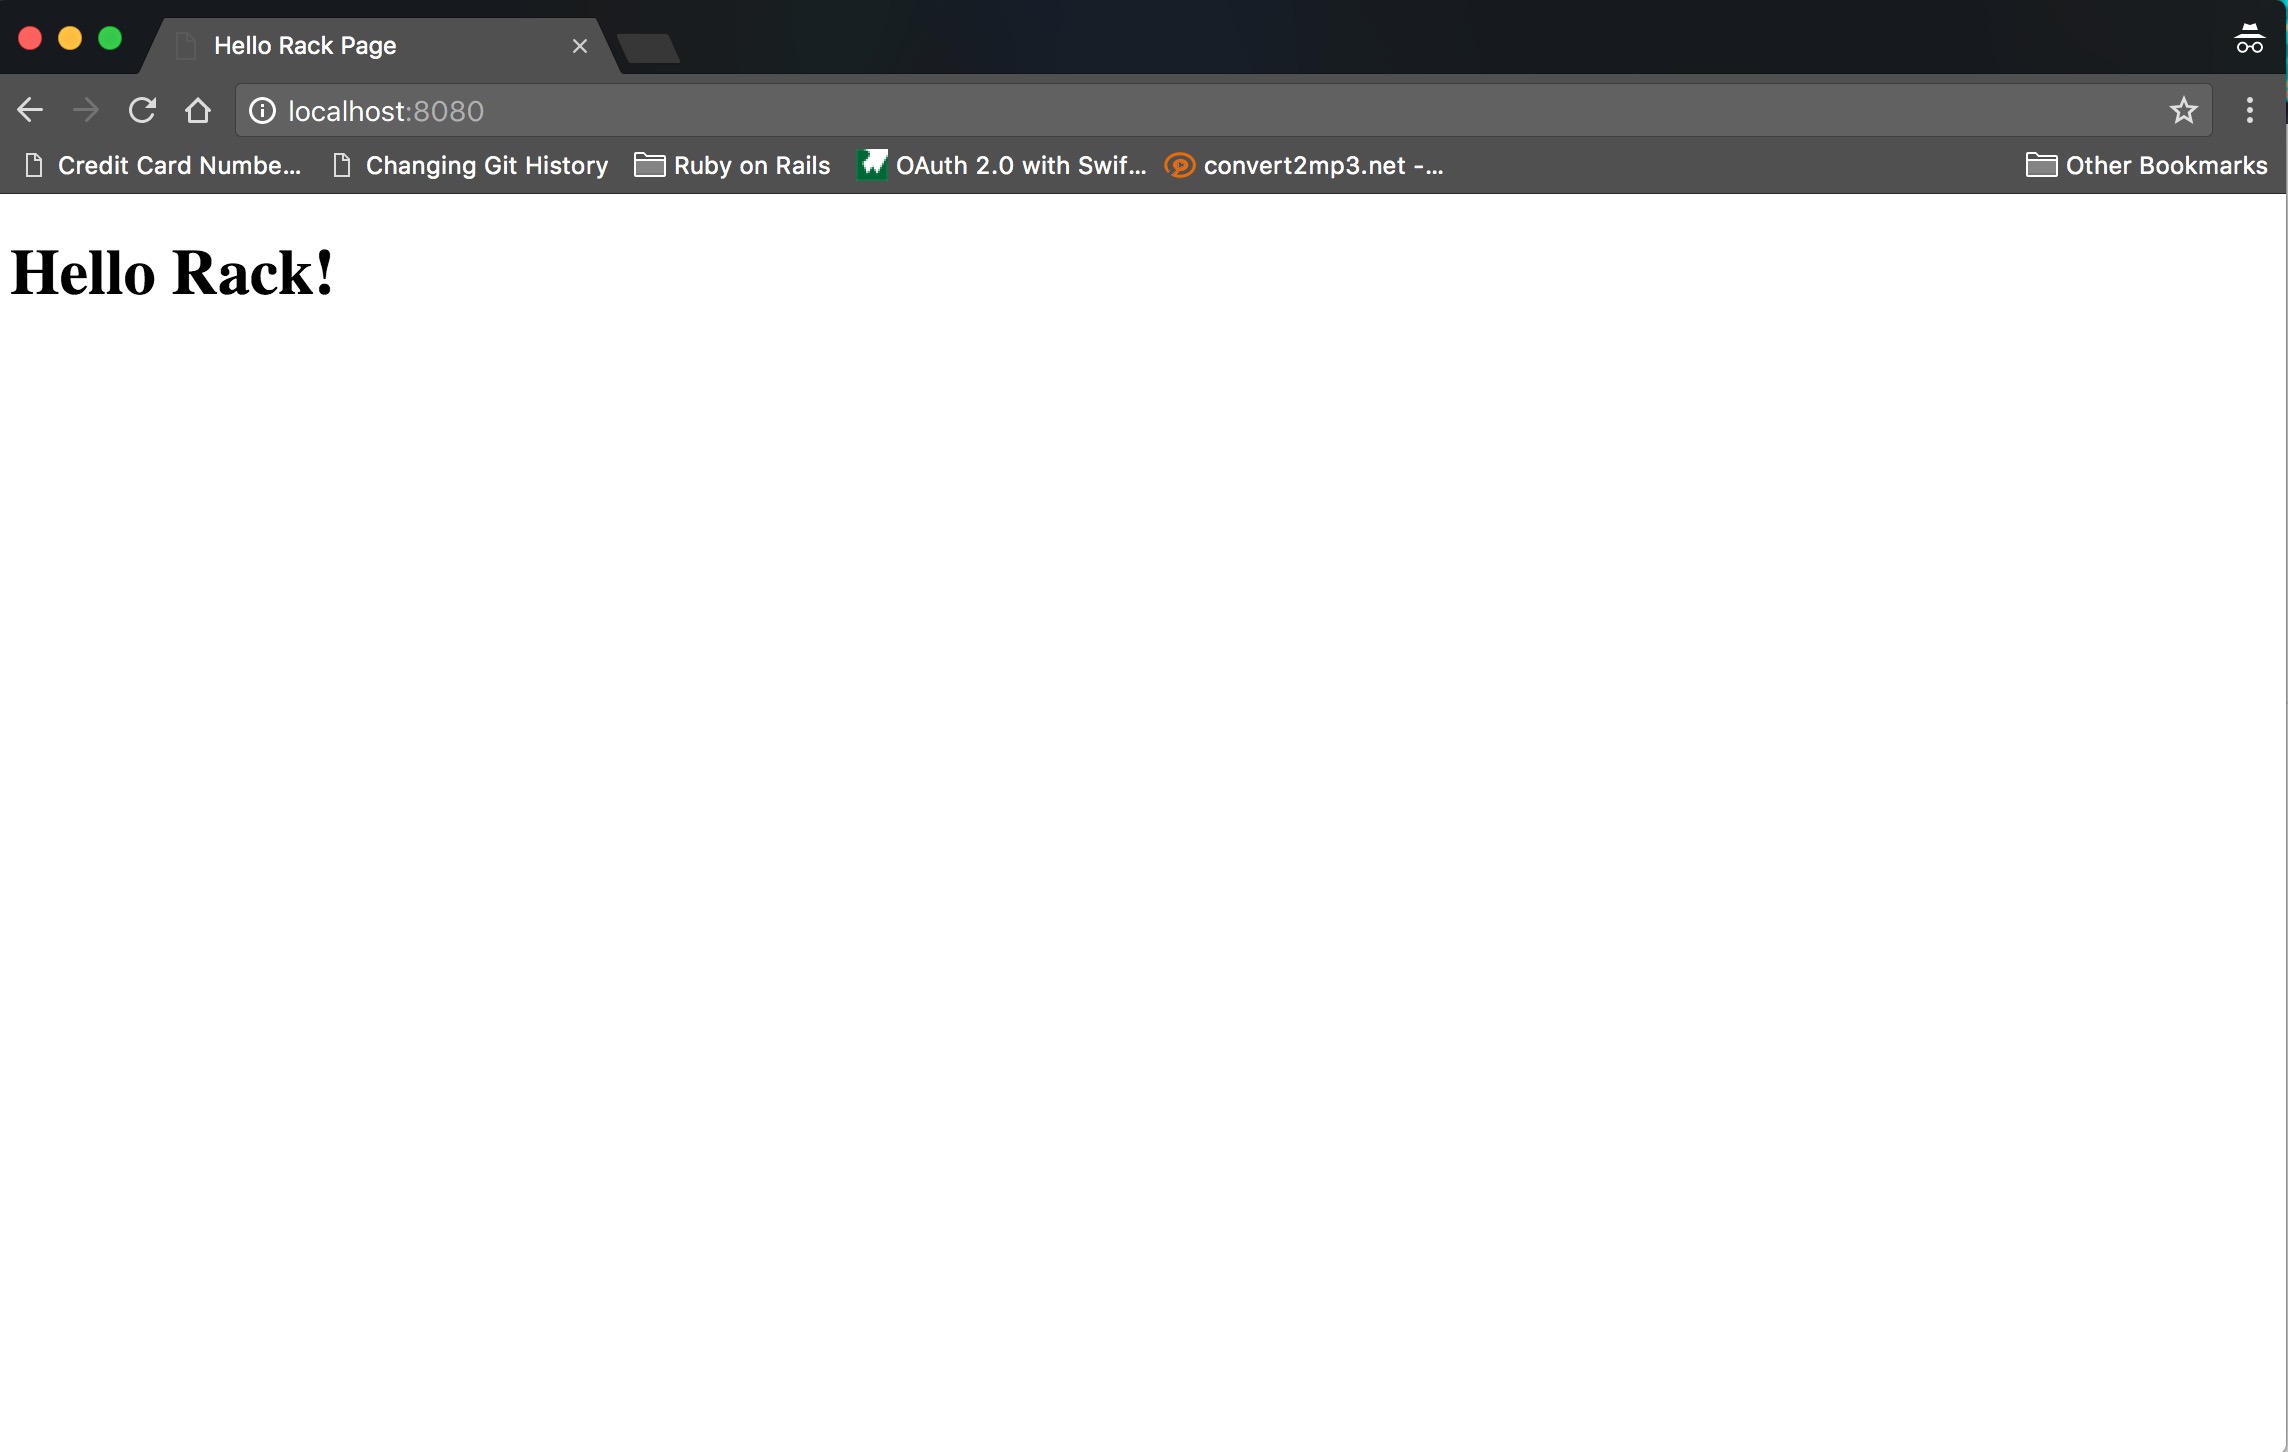 Hello Rack Page
localhost:8080
Credit Card Numbe... Changing Git History Ruby on Rails OAuth 2.0 with Swif... convert2mp3.net -... Other Bookmarks
Hello Rack!